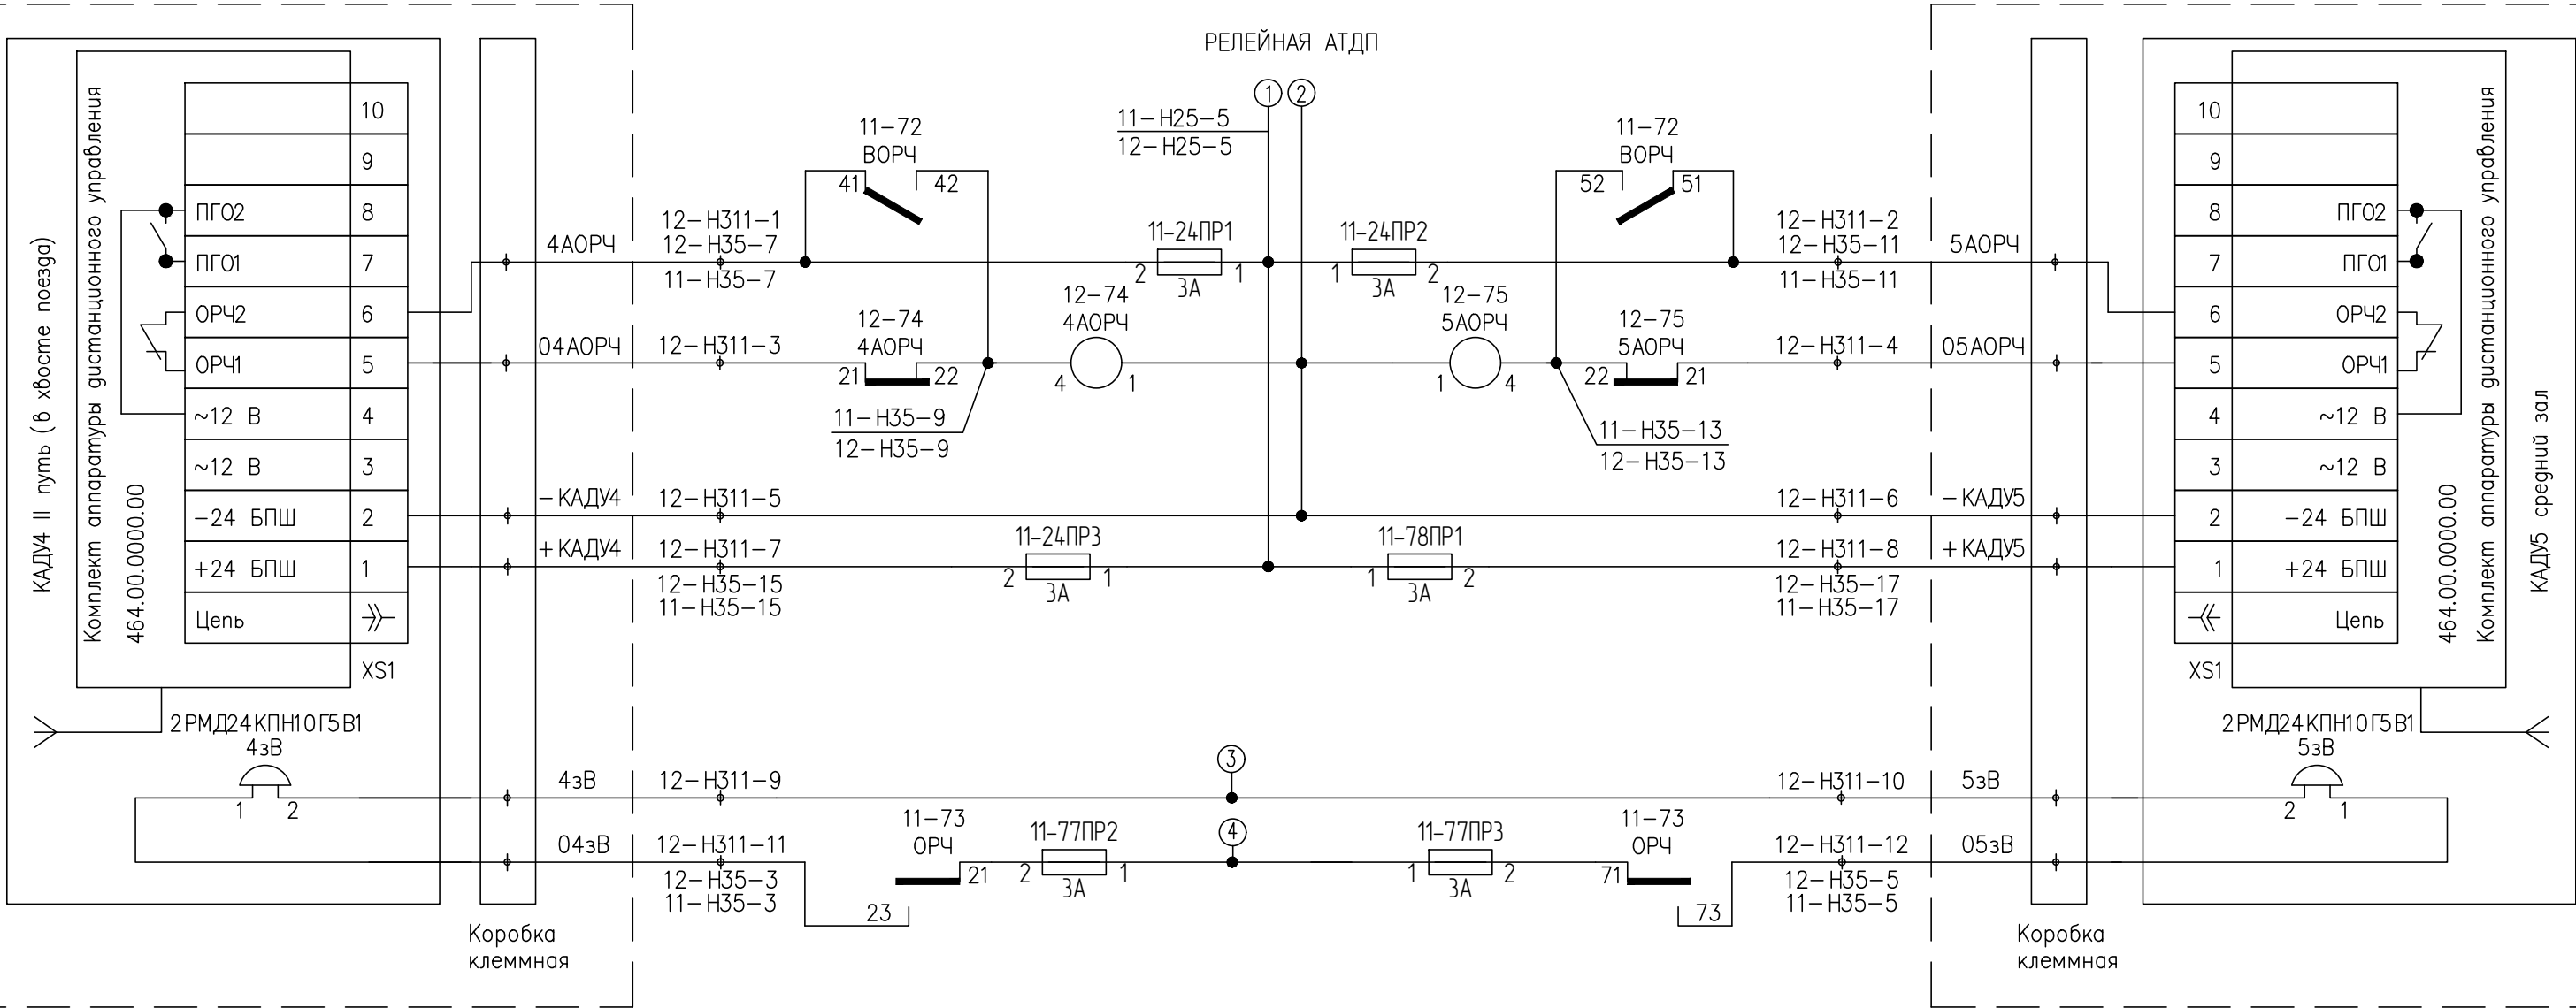 РЕЛЕЙНАЯ АТДП
1
2
11-Н25-5
12-Н25-5
КАДУ4 II путь (в хвосте поезда)
Комплект аппаратуры дистанционного управления
464.00.0000.00
10
9
ПГО2 8
ПГО1 7
ОРЧ2 6
ОРЧ1 5
~12 В 4
~12 В 3
-24 БПШ 2
+24 БПШ 1
Цепь
XS1
2РМД24КПН10Г5В1
4зВ
1 2
Коробка
клеммная
4АОРЧ
04АОРЧ
-КАДУ4
+КАДУ4
4зВ
04зВ
12-Н311-1
12-Н35-7
11-Н35-7
12-Н311-3
12-Н311-5
12-Н311-7
12-Н35-15
11-Н35-15
12-Н311-9
12-Н311-11
12-Н35-3
11-Н35-3
11-72
ВОРЧ
41 42
12-74
4АОРЧ
21 22
11-Н35-9
12-Н35-9
12-74
4АОРЧ
4 1
11-24ПР1
2 1
3А
11-24ПР2
1 2
3А
12-75
5АОРЧ
1 4
11-72
ВОРЧ
52 51
12-75
5АОРЧ
22 21
11-Н35-13
12-Н35-13
11-24ПР3
2 1
3А
11-78ПР1
1 2
3А
3
4
11-73
ОРЧ
21
23
11-77ПР2
2 1
3А
11-77ПР3
1 2
3А
11-73
ОРЧ
71
73
12-Н311-2
12-Н35-11
11-Н35-11
12-Н311-4
12-Н311-6
12-Н311-8
12-Н35-17
11-Н35-17
12-Н311-10
12-Н311-12
12-Н35-5
11-Н35-5
5АОРЧ
05АОРЧ
-КАДУ5
+КАДУ5
5зВ
05зВ
Коробка
клеммная
10
9
8 ПГО2
7 ПГО1
6 ОРЧ2
5 ОРЧ1
4 ~12 В
3 ~12 В
2 -24 БПШ
1 +24 БПШ
Цепь
XS1
464.00.0000.00
Комплект аппаратуры дистанционного управления
КАДУ5 средний зал
2РМД24КПН10Г5В1
5зВ
2 1